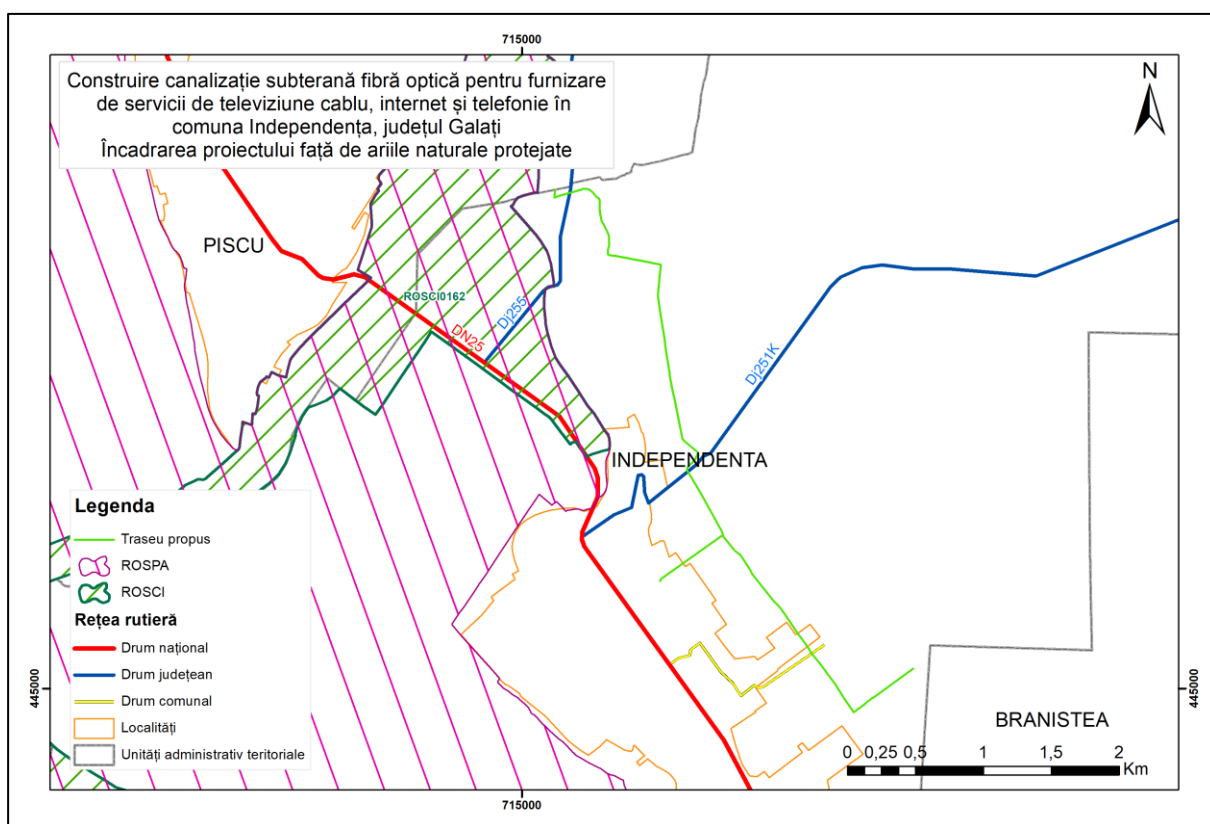 715000
Construire canalizație subterană fibră optică pentru furnizare
de servicii de televiziune cablu, internet și telefonie în
comuna Independența, județul Galați
Încadrarea proiectului față de ariile naturale protejate
N
PISCU
ROSCI0162
DN25
Dj255
Dj251K
INDEPENDENTA
Legenda
Traseu propus
ROSPA
ROSCI
Rețea rutieră
Drum național
Drum județean
Drum comunal
Localități
Unități administrativ teritoriale
445000
445000
BRANISTEA
0 0,25 0,5 1 1,5 2
Km
715000